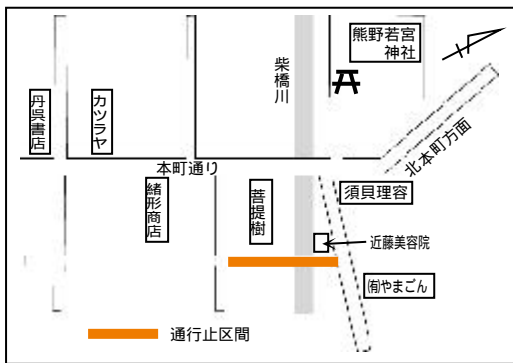 熊野若宮
神社
柴橋川
丹呉書店
カツラヤ
北本町方面
本町通り
緒形商店
菩提樹
須貝理容
近藤美容院
㈲やまごん
通行止区間